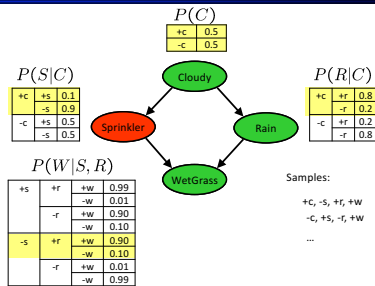 P(C)
+c 0.5
-c 0.5
P(S|C)
+c +s 0.1
-s 0.9
-c +s 0.5
-s 0.5
Cloudy
P(R|C)
+c +r 0.8
-r 0.2
-c +r 0.2
-r 0.8
Sprinkler
Rain
P(W|S, R)
+s +r +w 0.99
-w 0.01
-r +w 0.90
-w 0.10
-s +r +w 0.90
-w 0.10
-r +w 0.01
-w 0.99
WetGrass
Samples:
+c, -s, +r, +w
-c, +s, -r, +w
...